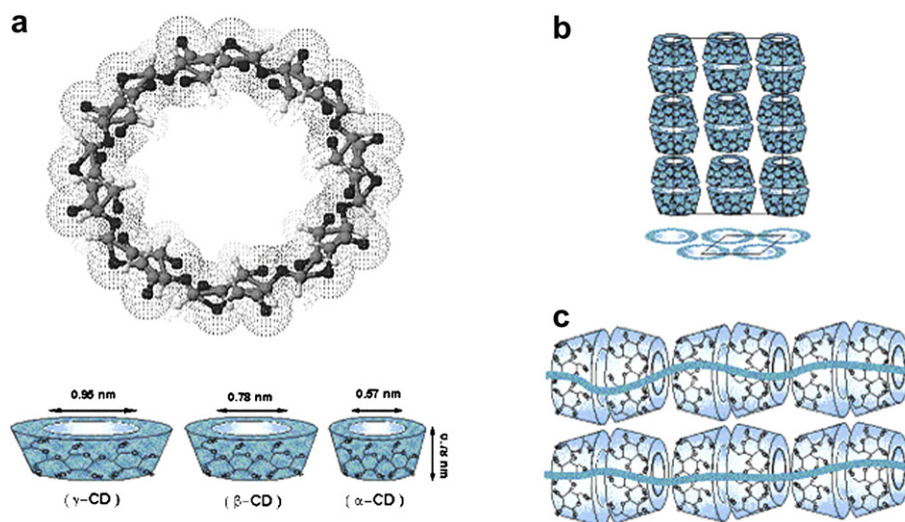 a
b
0.95 nm
0.78 nm
0.57 nm
0.78 nm
( γ-CD )
( β-CD )
( α-CD )
c